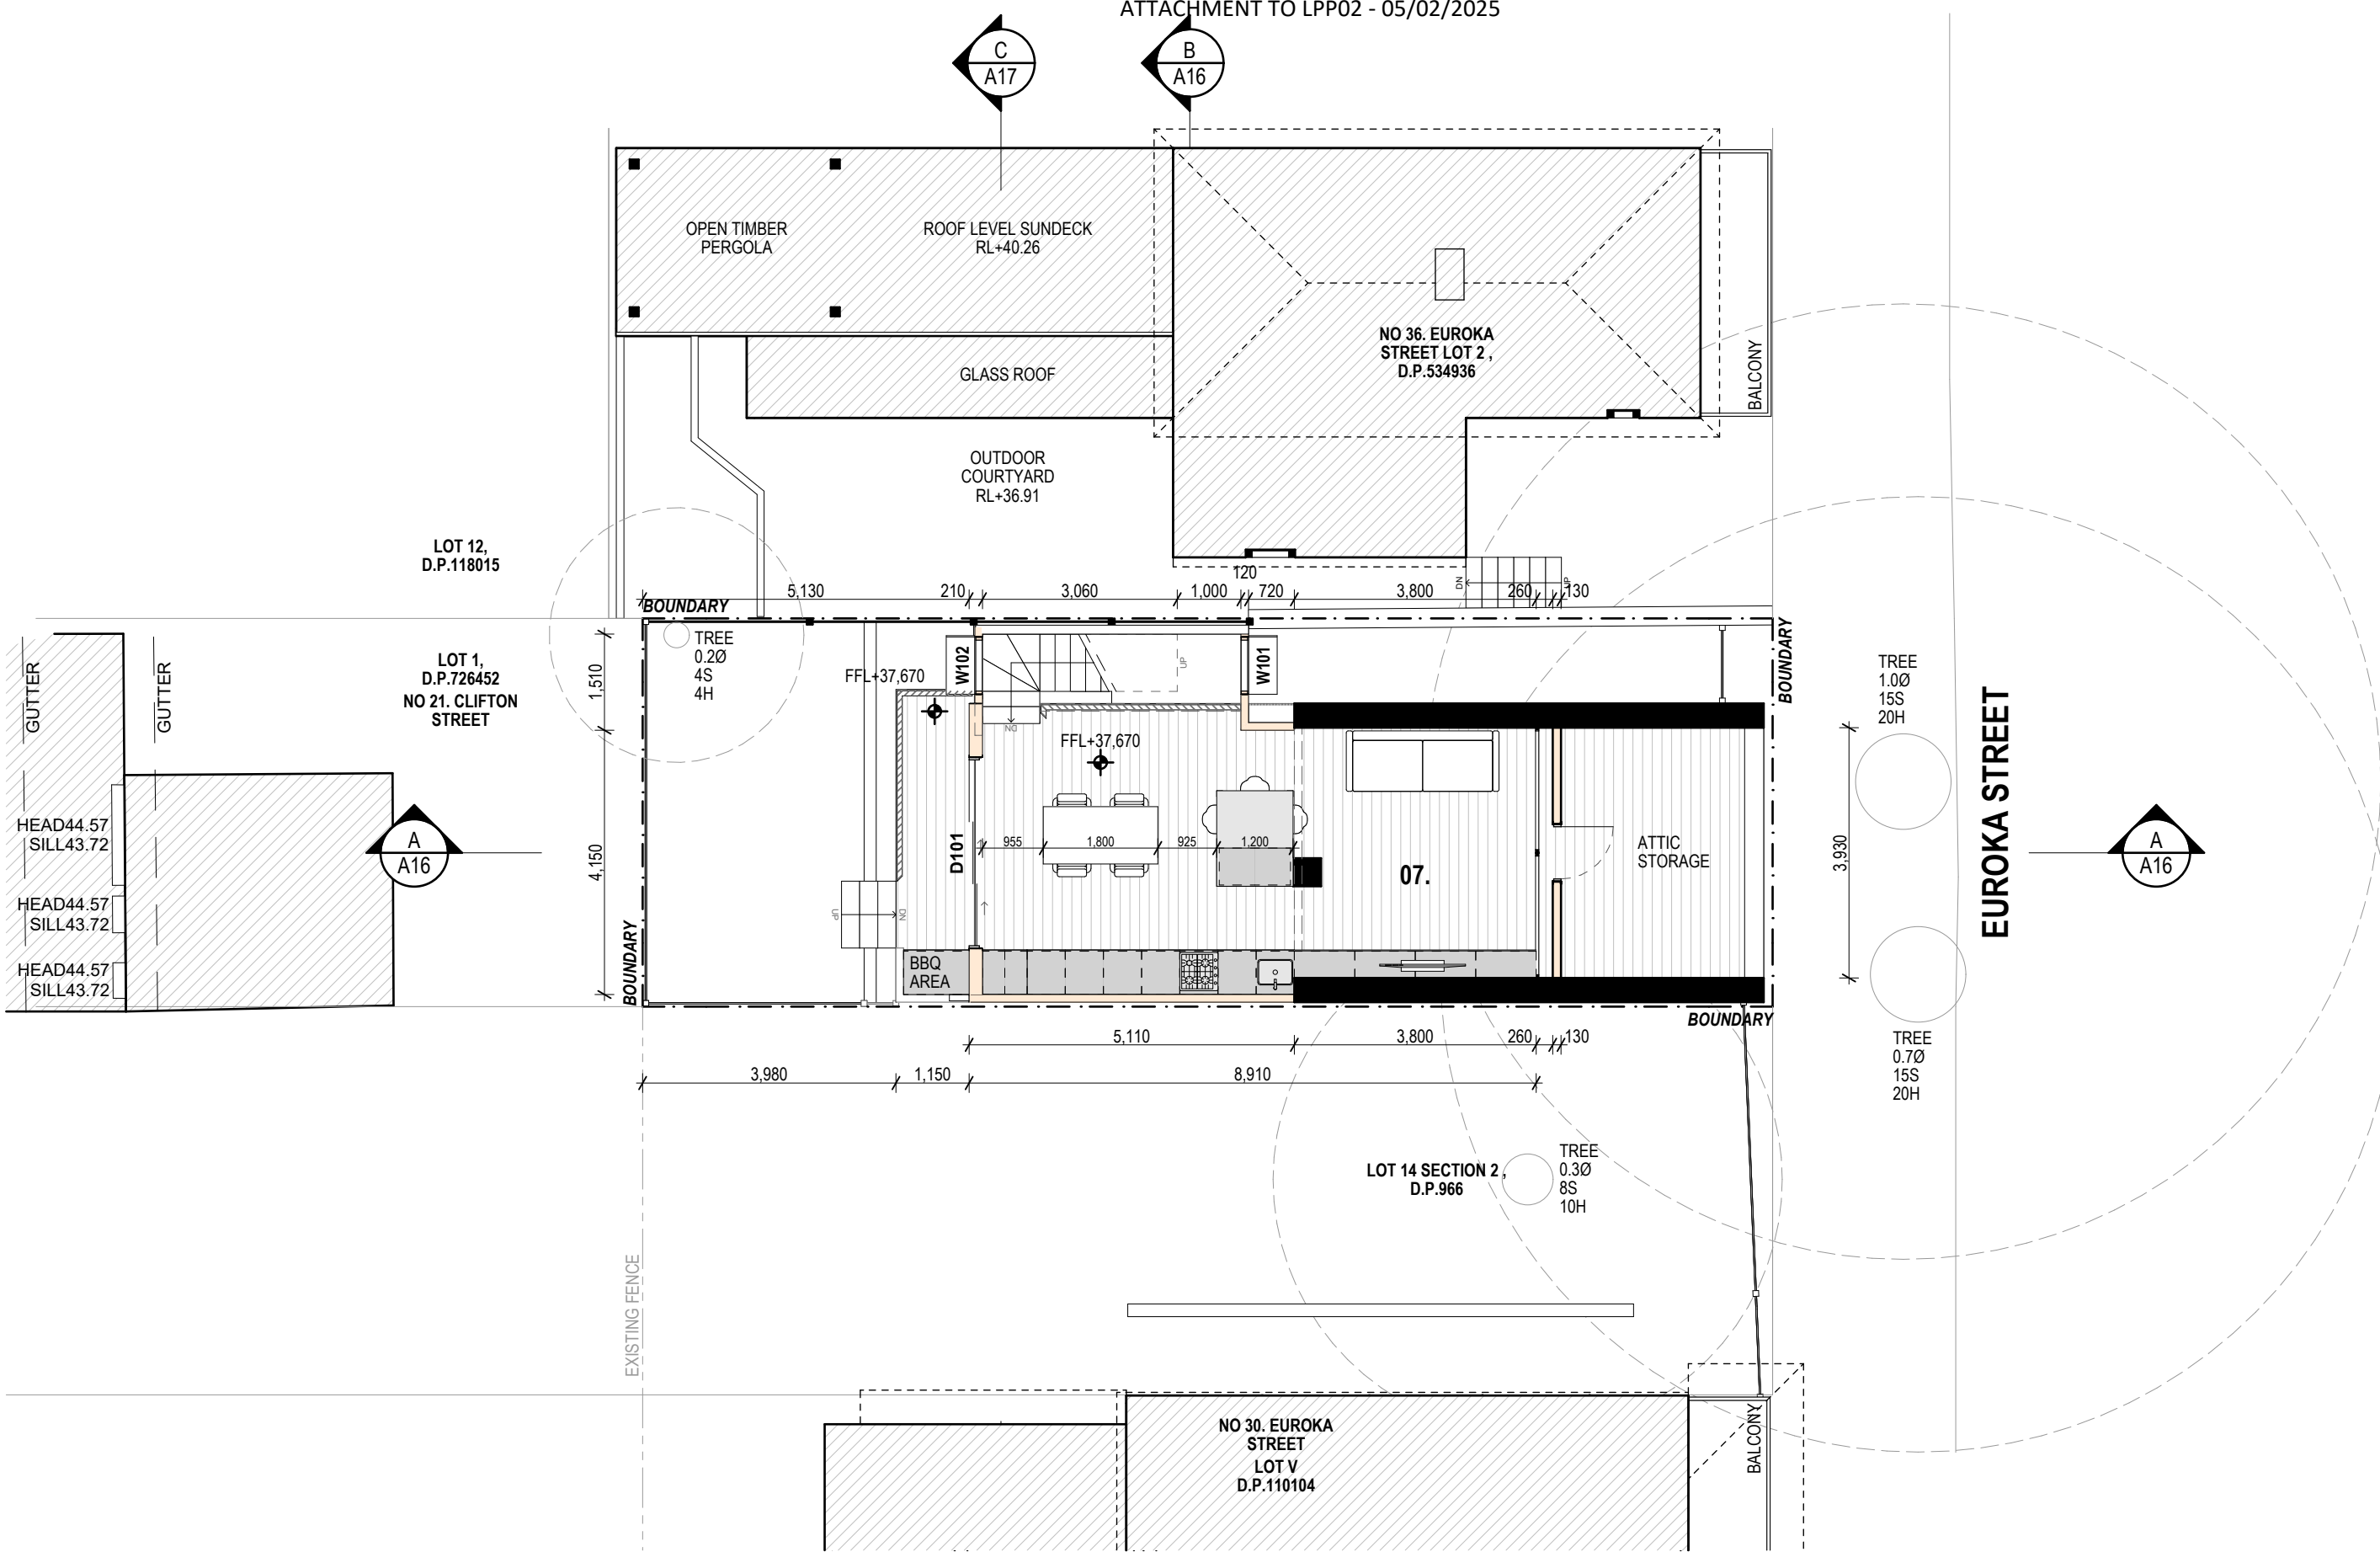 ATTACHMENT TO LPP02 - 05/02/2025
C
A17
B
A16
OPEN TIMBER
PERGOLA
ROOF LEVEL SUNDECK
RL+40.26
GLASS ROOF
NO 36. EUROKA
STREET LOT 2 ,
D.P.534936
BALCONY
OUTDOOR
COURTYARD
RL+36.91
LOT 12,
D.P.118015
5,130
210
3,060
1,000
120
720
3,800
260
130
DN
UP
BOUNDARY
TREE
0.2Ø
4S
4H
LOT 1,
D.P.726452
NO 21. CLIFTON
STREET
GUTTER
GUTTER
1,510
4,150
FFL+37,670
W102
UP
W101
DN
FFL+37,670
BOUNDARY
TREE
1.0Ø
15S
20H
EUROKA STREET
HEAD44.57
SILL43.72
HEAD44.57
SILL43.72
HEAD44.57
SILL43.72
A
A16
D101
955
1,800
925
1,200
07.
ATTIC
STORAGE
3,930
A
A16
UP
DN
BBQ
AREA
BOUNDARY
BOUNDARY
5,110
3,800
260
130
3,980
1,150
8,910
TREE
0.7Ø
15S
20H
LOT 14 SECTION 2 ,
D.P.966
TREE
0.3Ø
8S
10H
EXISTING FENCE
NO 30. EUROKA
STREET
LOT V
D.P.110104
BALCONY